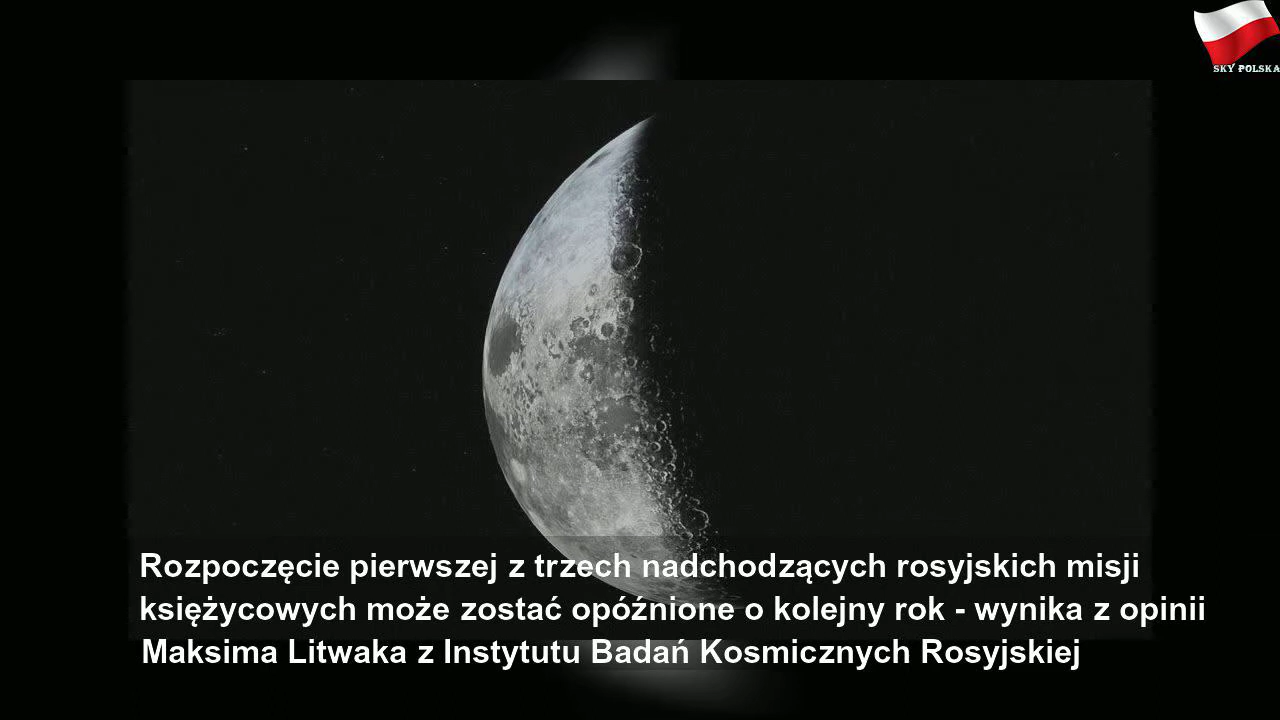 SKY POLSKA
Rozpoczęcie pierwszej z trzech nadchodzących rosyjskich misji
księżycowych może zostać opóźnione o kolejny rok - wynika z opinii
Maksima Litwaka z Instytutu Badań Kosmicznych Rosyjskiej